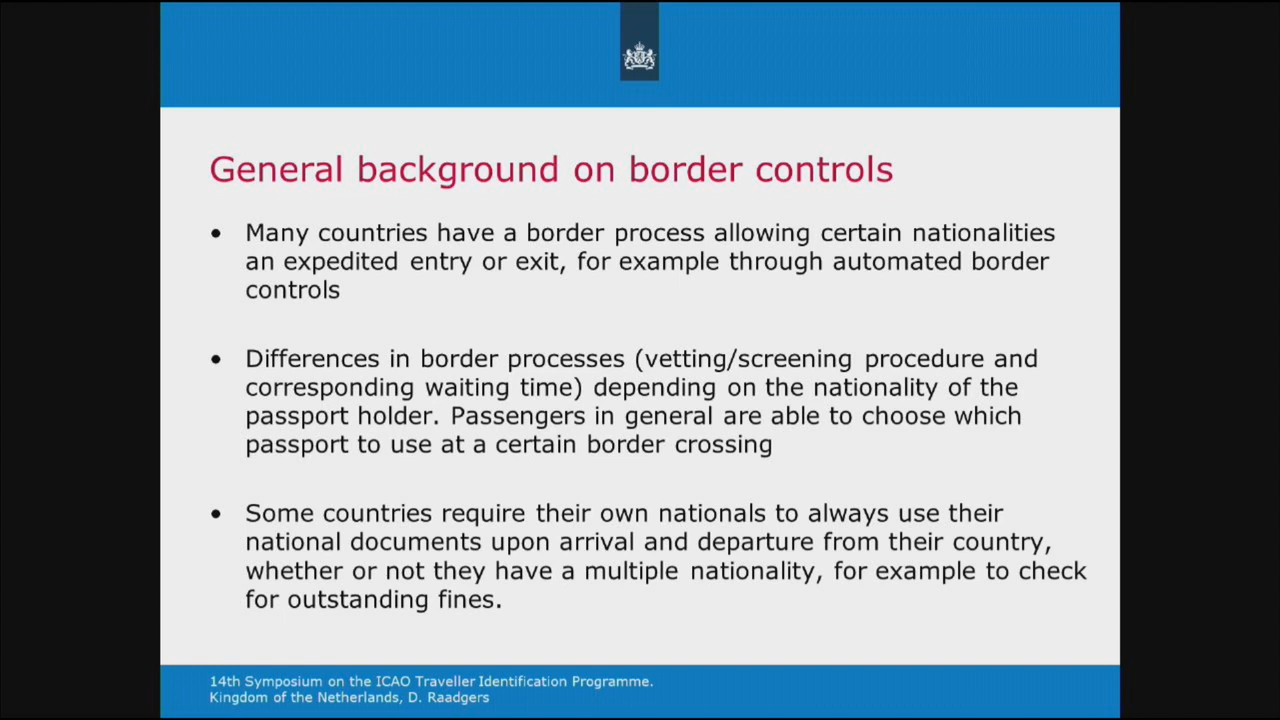 General background on border controls
• Many countries have a border process allowing certain nationalities
an expedited entry or exit, for example through automated border
controls
• Differences in border processes (vetting/screening procedure and
corresponding waiting time) depending on the nationality of the
passport holder. Passengers in general are able to choose which
passport to use at a certain border crossing
• Some countries require their own nationals to always use their
national documents upon arrival and departure from their country,
whether or not they have a multiple nationality, for example to check
for outstanding fines.
14th Symposium on the ICAO Traveller Identification Programme.
Kingdom of the Netherlands, D. Raadgers